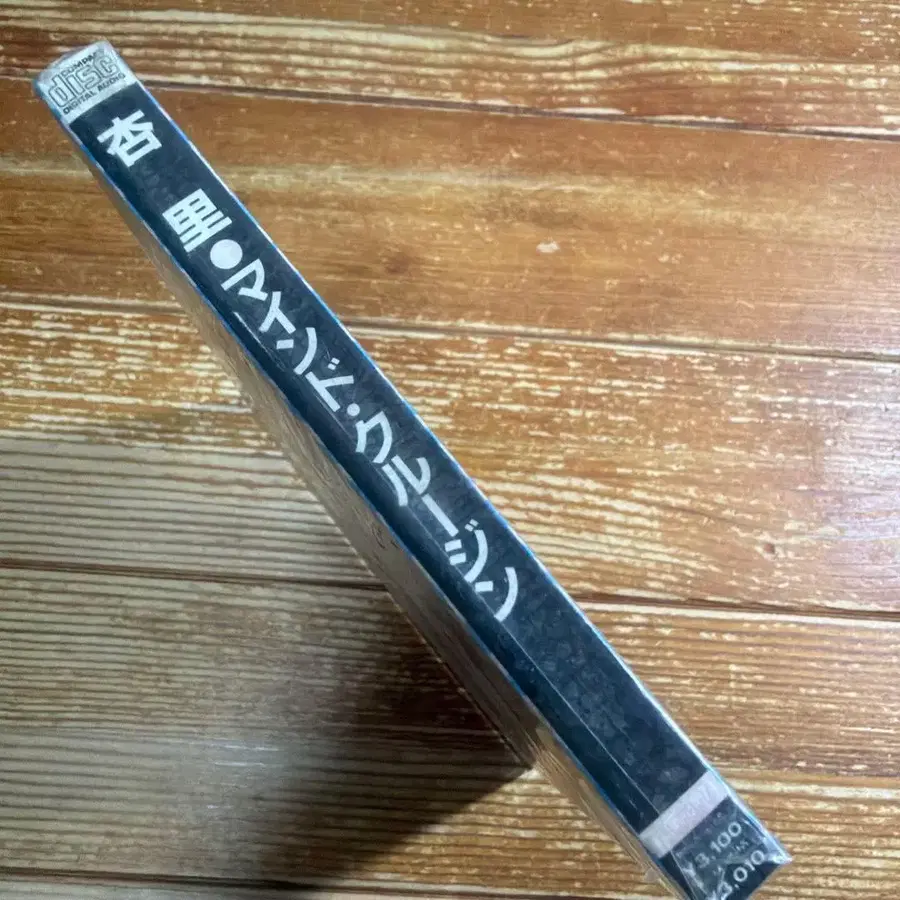 COMPACT
disc
DIGITAL AUDIO
杏里●マインド・クルージン
¥3,100
3,010